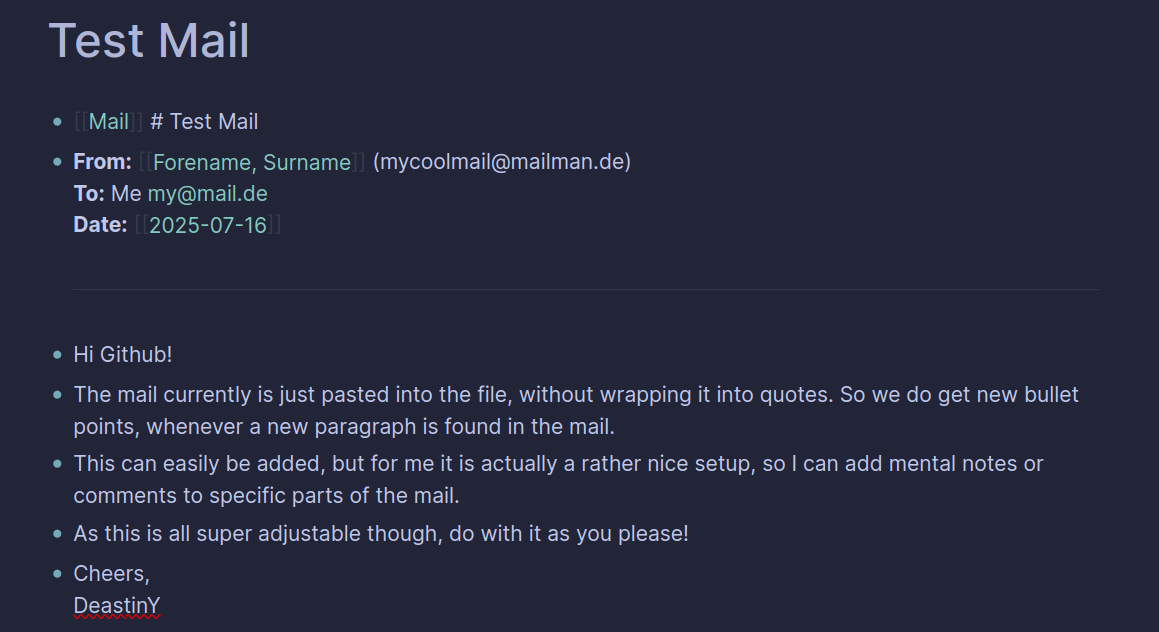 Test Mail
[[Mail]] # Test Mail
From: [[Forename, Surname]] (mycoolmail@mailman.de)
To: Me my@mail.de
Date: [[2025-07-16]]
Hi Github!
The mail currently is just pasted into the file, without wrapping it into quotes. So we do get new bullet
points, whenever a new paragraph is found in the mail.
This can easily be added, but for me it is actually a rather nice setup, so I can add mental notes or
comments to specific parts of the mail.
As this is all super adjustable though, do with it as you please!
Cheers,
DeastinY